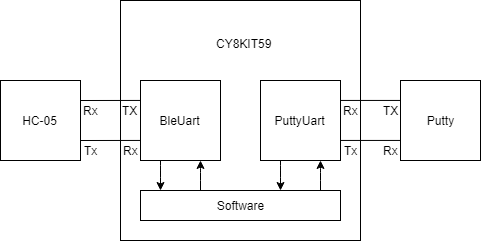 CY8KIT59
HC-05
Rx
TX
BleUart
PuttyUart
Rx
TX
Putty
Tx
Rx
Tx
Rx
Software